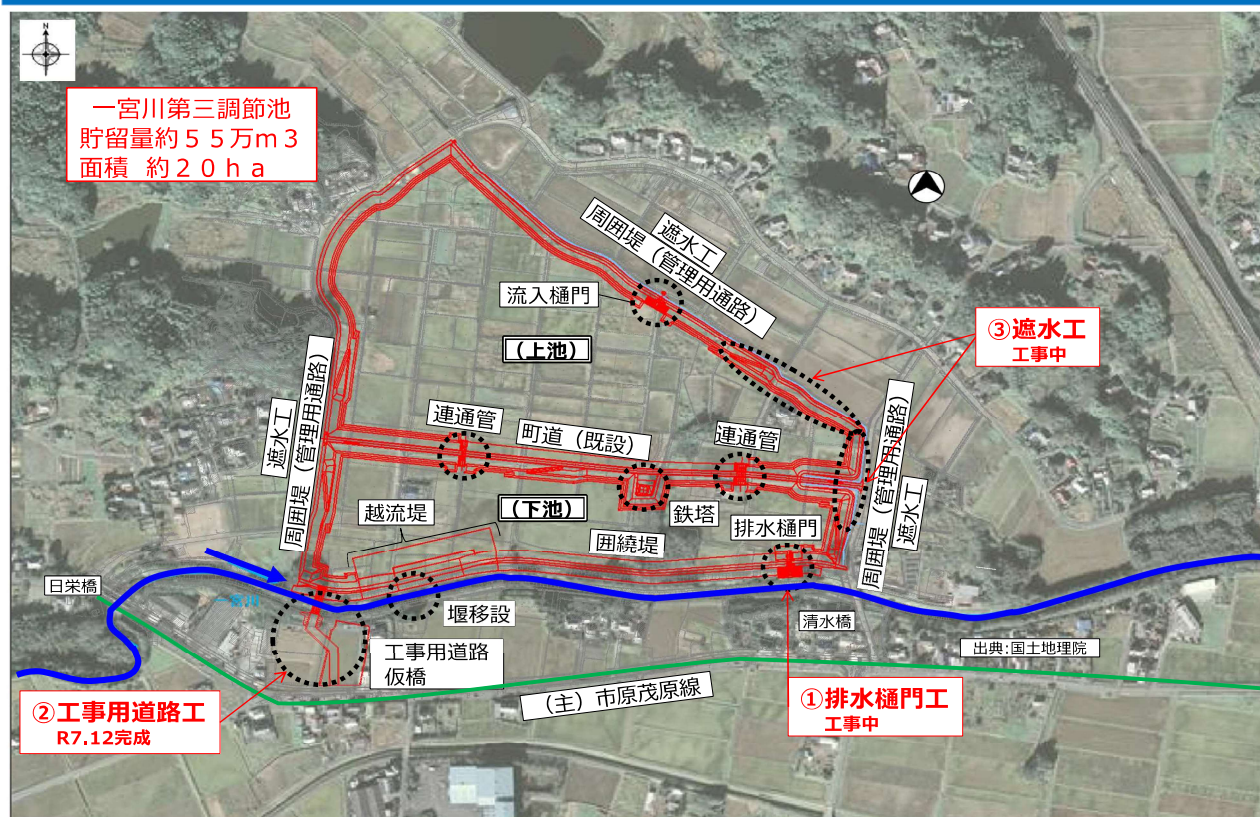 N
一宮川第三調節池
貯留量約５５万ｍ３
面積 約２０ｈａ
遮水工
周囲堤（管理用通路）
流入樋門
（上池）
③遮水工
工事中
遮水工
周囲堤（管理用通路）
連通管
町道（既設）
連通管
周囲堤（管理用通路）
遮水工
（下池）
鉄塔
越流堤
囲繞堤
排水樋門
日栄橋
一宮川
堰移設
清水橋
出典:国土地理院
工事用道路
仮橋
（主）市原茂原線
②工事用道路工
R7.12完成
①排水樋門工
工事中